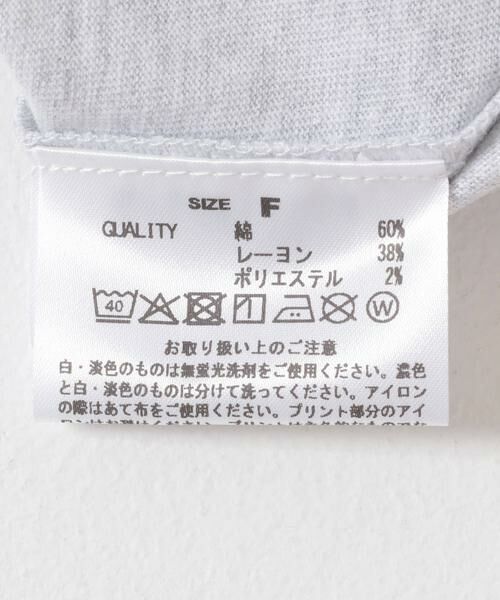 SIZE F
QUALITY 綿 60%
レーヨン 38%
ポリエステル 2%
40 W
お取り扱い上のご注意
白・淡色のものは無蛍光洗剤をご使用ください。濃色
と白・淡色のものは分けて洗ってください。アイロン
の際はあて布をご使用ください。プリント部分のアイ